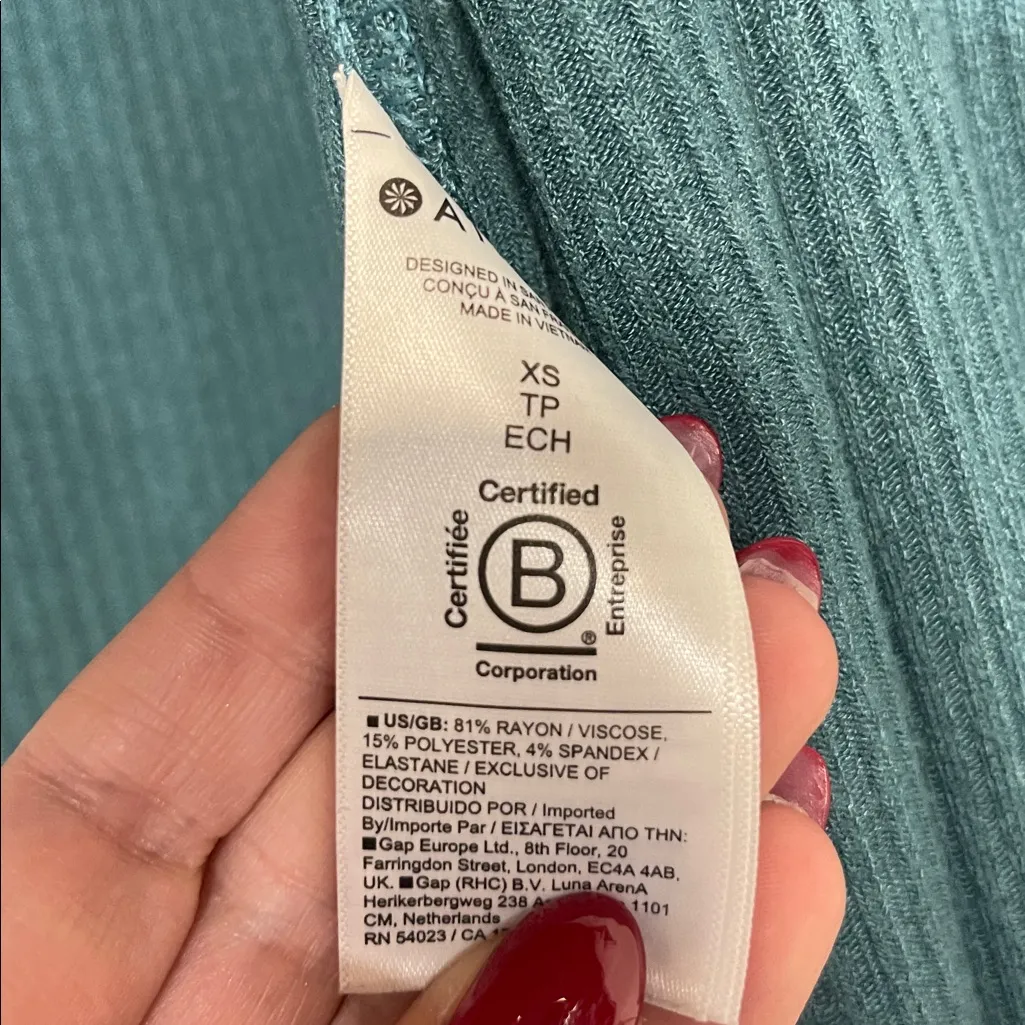 DESIGNED IN
CONÇU À SAN
MADE IN
XS
TP
ECH
Certified
Certifiée
B
Entreprise
®
Corporation
US/GB: 81% RAYON / VISCOSE,
15% POLYESTER, 4% SPANDEX /
ELASTANE / EXCLUSIVE OF
DECORATION
DISTRIBUIDO POR / Imported
By/Importe Par / ΕΙΣΑΓΕΤΑΙ ΑΠΟ ΤΗΝ:
Gap Europe Ltd., 8th Floor, 20
Farringdon Street, London, EC4A 4AB,
UK. Gap (RHC) B.V. Luna ArenA
Herikerbergweg 238 1101
CM, Netherlands
RN 54023 / CA